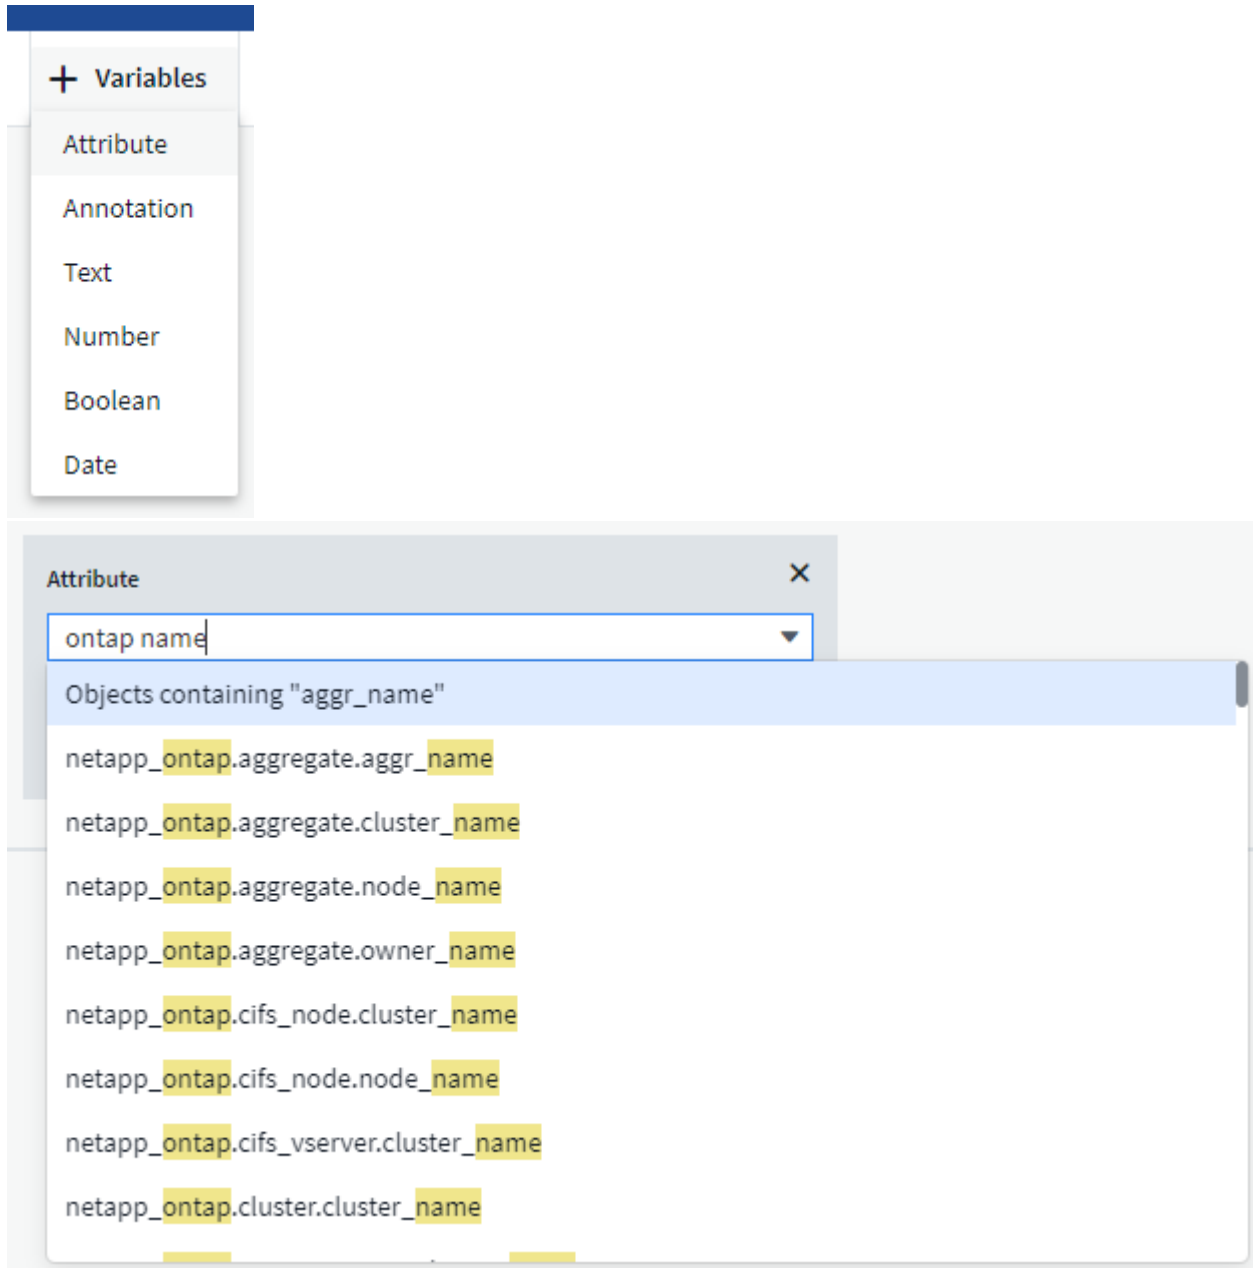 + Variables
Attribute
Annotation
Text
Number
Boolean
Date
Attribute
ontap name
Objects containing "aggr_name"
netapp_ontap.aggregate.aggr_name
netapp_ontap.aggregate.cluster_name
netapp_ontap.aggregate.node_name
netapp_ontap.aggregate.owner_name
netapp_ontap.cifs_node.cluster_name
netapp_ontap.cifs_node.node_name
netapp_ontap.cifs_vserver.cluster_name
netapp_ontap.cluster.cluster_name